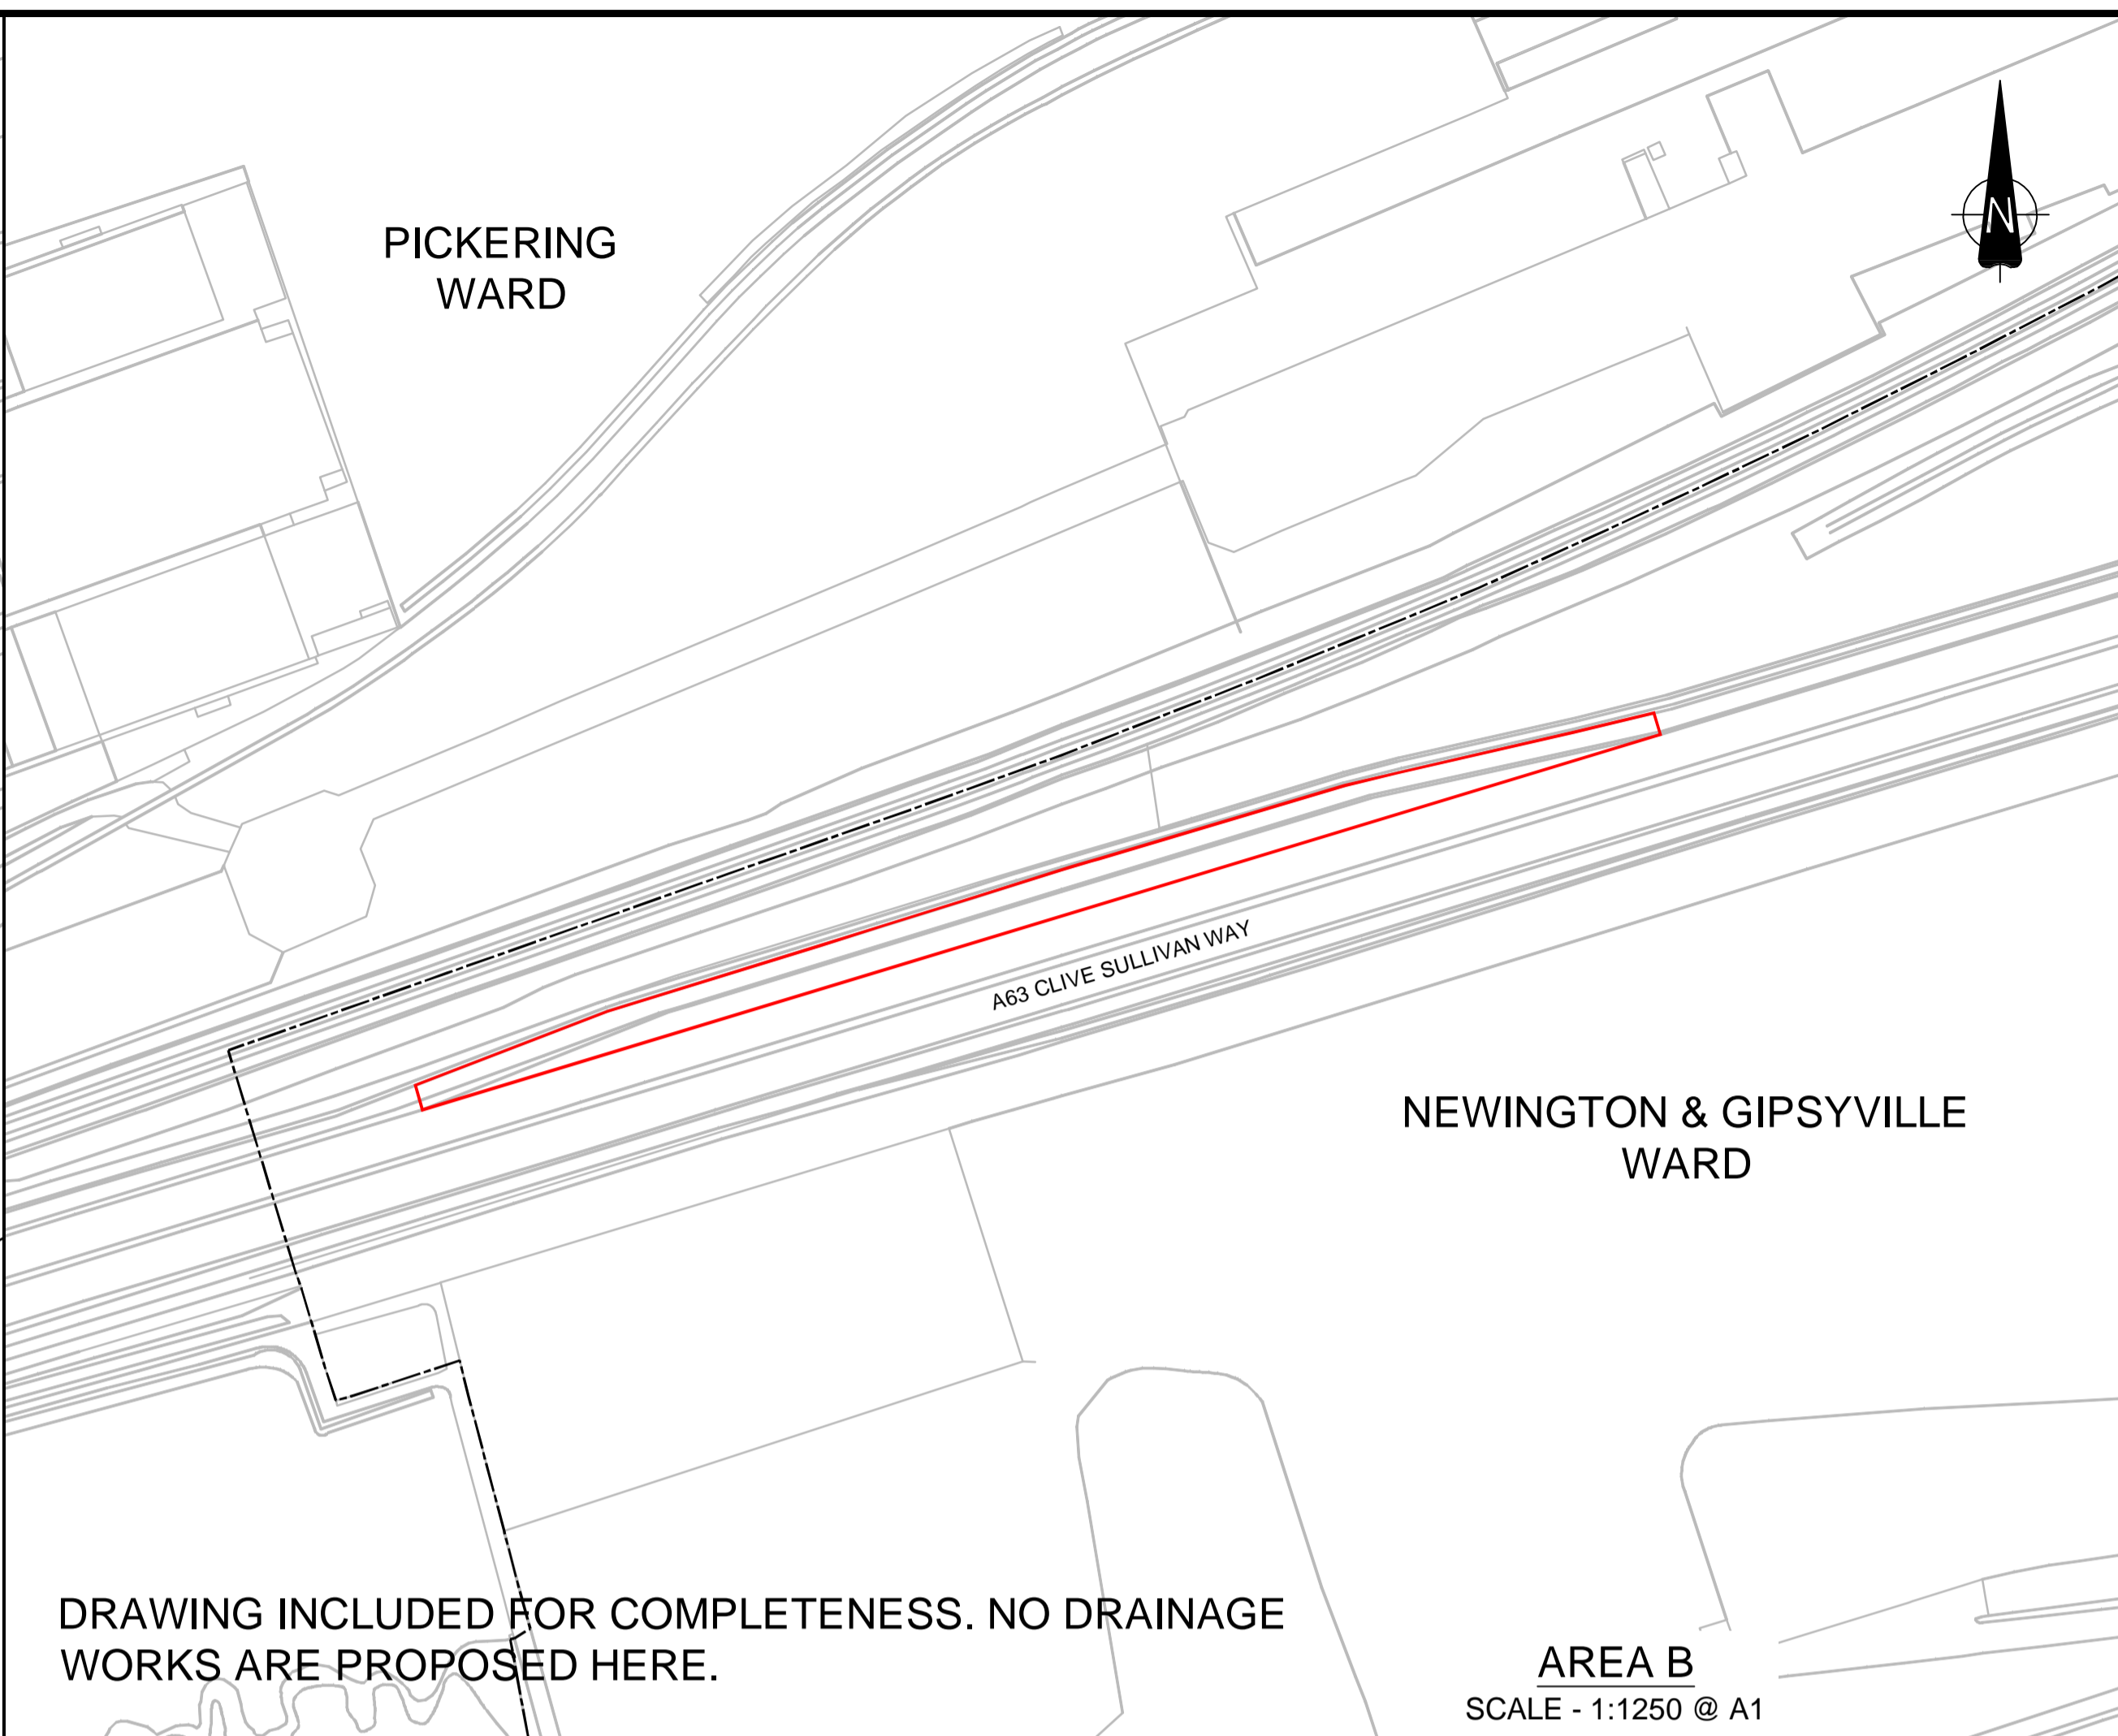 PICKERING
WARD
N
A63 CLIVE SULLIVAN WAY
NEWINGTON & GIPSYVILLE
WARD
DRAWING INCLUDED FOR COMPLETENESS. NO DRAINAGE
WORKS ARE PROPOSED HERE.
AREA B
SCALE - 1:1250 @ A1